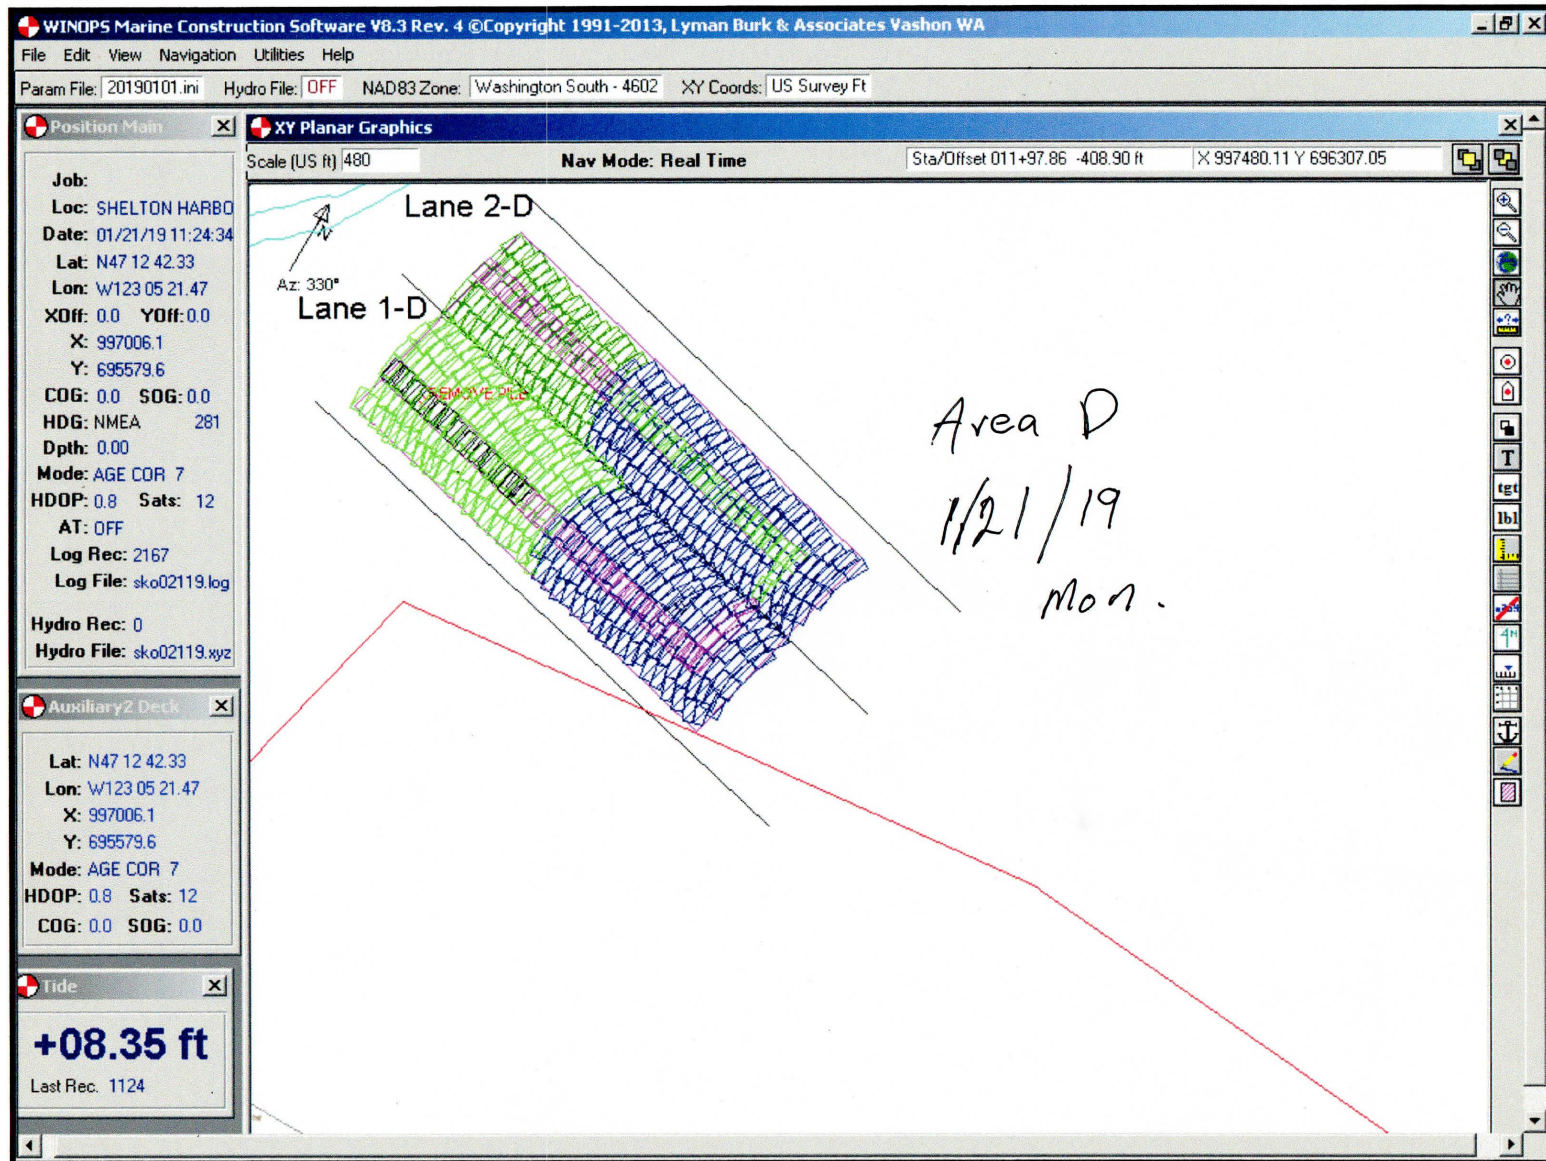 WINOPS Marine Construction Software V8.3 Rev. 4 ©Copyright 1991-2013, Lyman Burk & Associates Vashon WA
File Edit View Navigation Utilities Help
Param File: 20190101.ini Hydro File: OFF NAD83 Zone: Washington South - 4602 XY Coords: US Survey Ft
Position Main
Job:
Loc: SHELTON HARBO
Date: 01/21/19 11:24:34
Lat: N47 12 42.33
Lon: W123 05 21.47
XOff: 0.0 YOff: 0.0
X: 997006.1
Y: 695579.6
COG: 0.0 SOG: 0.0
HDG: NMEA 281
Dpth: 0.00
Mode: AGE COR 7
HDOP: 0.8 Sats: 12
AT: OFF
Log Rec: 2167
Log File: sko02119.log
Hydro Rec: 0
Hydro File: sko02119.xyz
Auxiliary2 Deck
Lat: N47 12 42.33
Lon: W123 05 21.47
X: 997006.1
Y: 695579.6
Mode: AGE COR 7
HDOP: 0.8 Sats: 12
COG: 0.0 SOG: 0.0
Tide
+08.35 ft
Last Rec. 1124
XY Planar Graphics
Scale (US ft) 480 Nav Mode: Real Time Sta/Offset 011+97.86 -408.90 ft X 997480.11 Y 696307.05
Lane 2-D
N
Az: 330°
Lane 1-D
REMOVE PILE
Area D
1/21/19
Mon.
T
tgt
lbl
N